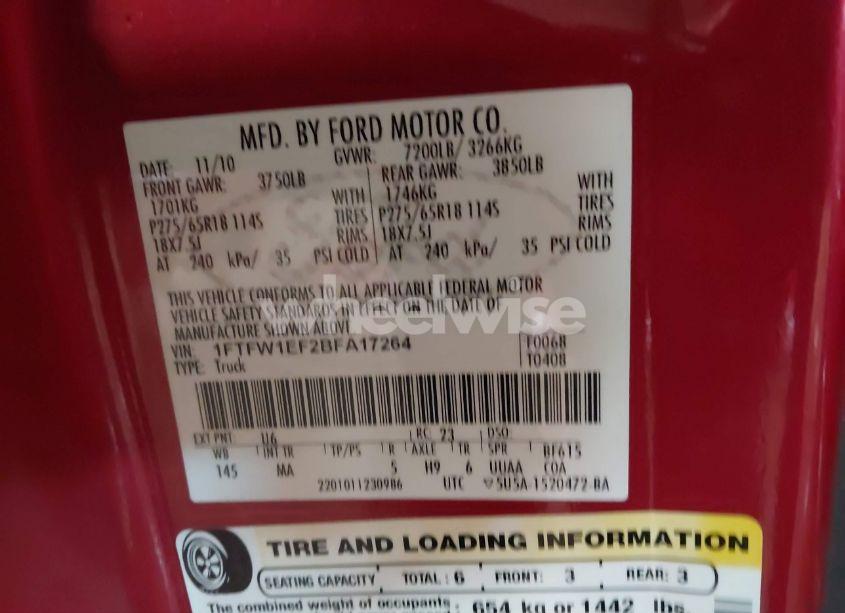 MFD. BY FORD MOTOR CO.
DATE: 11/10 GVWR: 7200LB/ 3266KG
FRONT GAWR: 3750LB REAR GAWR: 3850LB
1701KG WITH 1746KG WITH
P275/65R18 114S TIRES P275/65R18 114S TIRES
18X7.5J RIMS 18X7.5J RIMS
AT 240 kPa/ 35 PSI COLD AT 240 kPa/ 35 PSI COLD
THIS VEHICLE CONFORMS TO ALL APPLICABLE FEDERAL MOTOR
VEHICLE SAFETY STANDARDS IN EFFECT ON THE DATE OF
MANUFACTURE SHOWN ABOVE
wheelwise
VIN: 1FTFW1EF2BFA17264 F0068
TYPE: Truck T0408
EXT PNT: U6 RC: 23 DSO:
WB INT TR TP/PS R AXLE TR SPR BF615
145 MA 5 H9 6 UUAA COA
2201011230986 UTC 5U5A-1520472-BA
TIRE AND LOADING INFORMATION
SEATING CAPACITY TOTAL: 6 FRONT: 3 REAR: 3
The combined weight of occupants 654 kg or 1442 lbs.